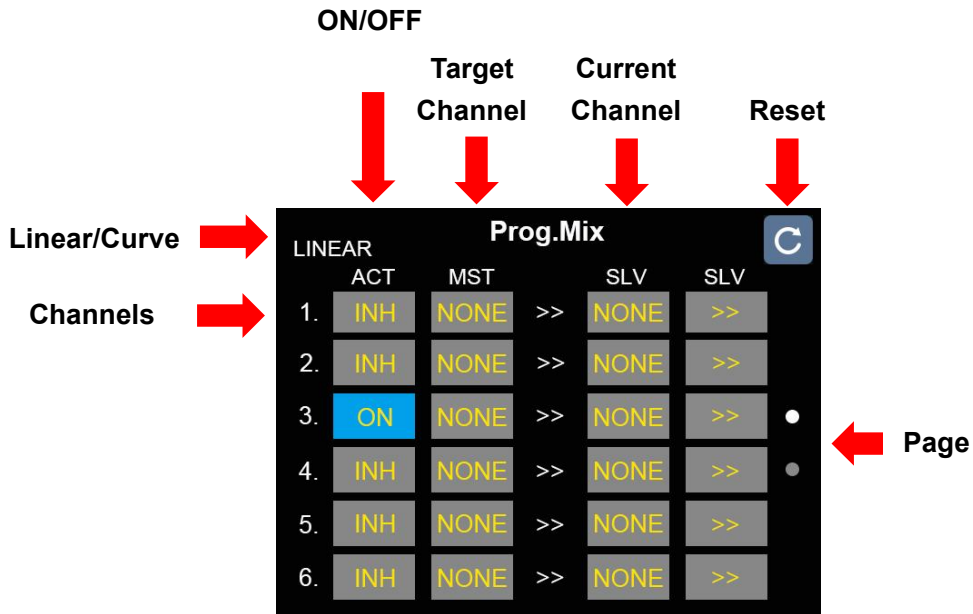 ON/OFF
Target Channel
Current Channel
Reset
Linear/Curve
Prog.Mix
LINEAR
ACT MST SLV SLV
Channels
1. INH NONE >> NONE >>
2. INH NONE >> NONE >>
3. ON NONE >> NONE >>
Page
4. INH NONE >> NONE >>
5. INH NONE >> NONE >>
6. INH NONE >> NONE >>